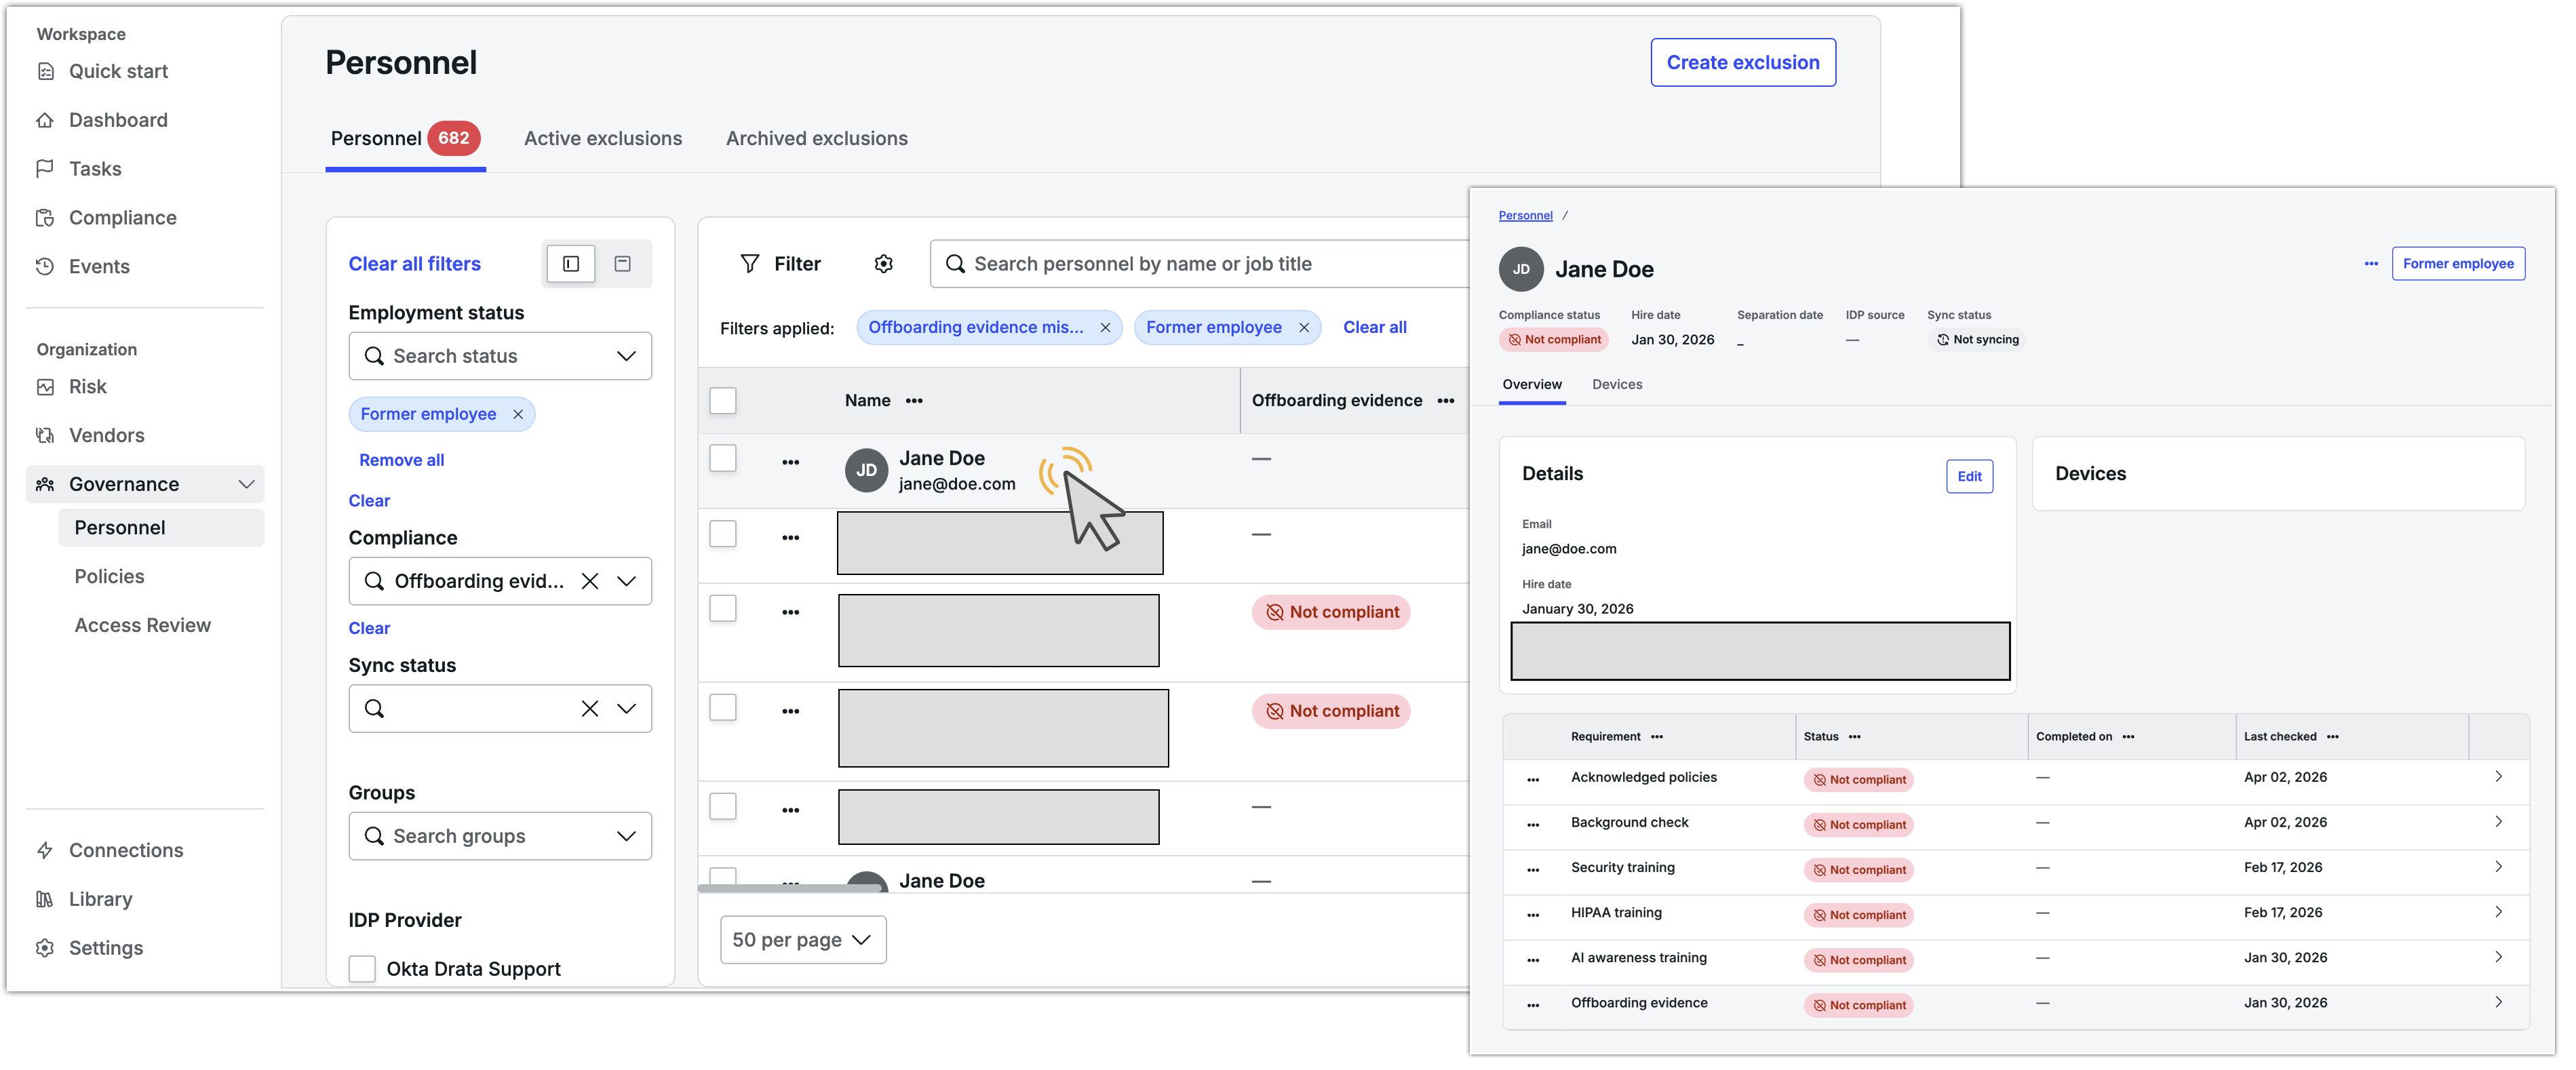 Workspace
Quick start
Dashboard
Tasks
Compliance
Events
Organization
Risk
Vendors
Governance
Personnel
Policies
Access Review
Connections
Library
Settings
Personnel
Create exclusion
Personnel 682 Active exclusions Archived exclusions
Clear all filters
Employment status
Search status
Former employee
Remove all
Clear
Compliance
Offboarding evid...
Clear
Sync status
Groups
Search groups
IDP Provider
Okta Drata Support
Filter Search personnel by name or job title
Filters applied: Offboarding evidence mis... Former employee Clear all
Name Offboarding evidence
JD Jane Doe —
jane@doe.com
—
Not compliant
Not compliant
—
Jane Doe —
50 per page
Personnel /
JD Jane Doe Former employee
Compliance status Hire date Separation date IDP source Sync status
Not compliant Jan 30, 2026 – — Not syncing
Overview Devices
Details Edit
Email
jane@doe.com
Hire date
January 30, 2026
Devices
Requirement Status Completed on Last checked
Acknowledged policies Not compliant — Apr 02, 2026
Background check Not compliant — Apr 02, 2026
Security training Not compliant — Feb 17, 2026
HIPAA training Not compliant — Feb 17, 2026
AI awareness training Not compliant — Jan 30, 2026
Offboarding evidence Not compliant — Jan 30, 2026